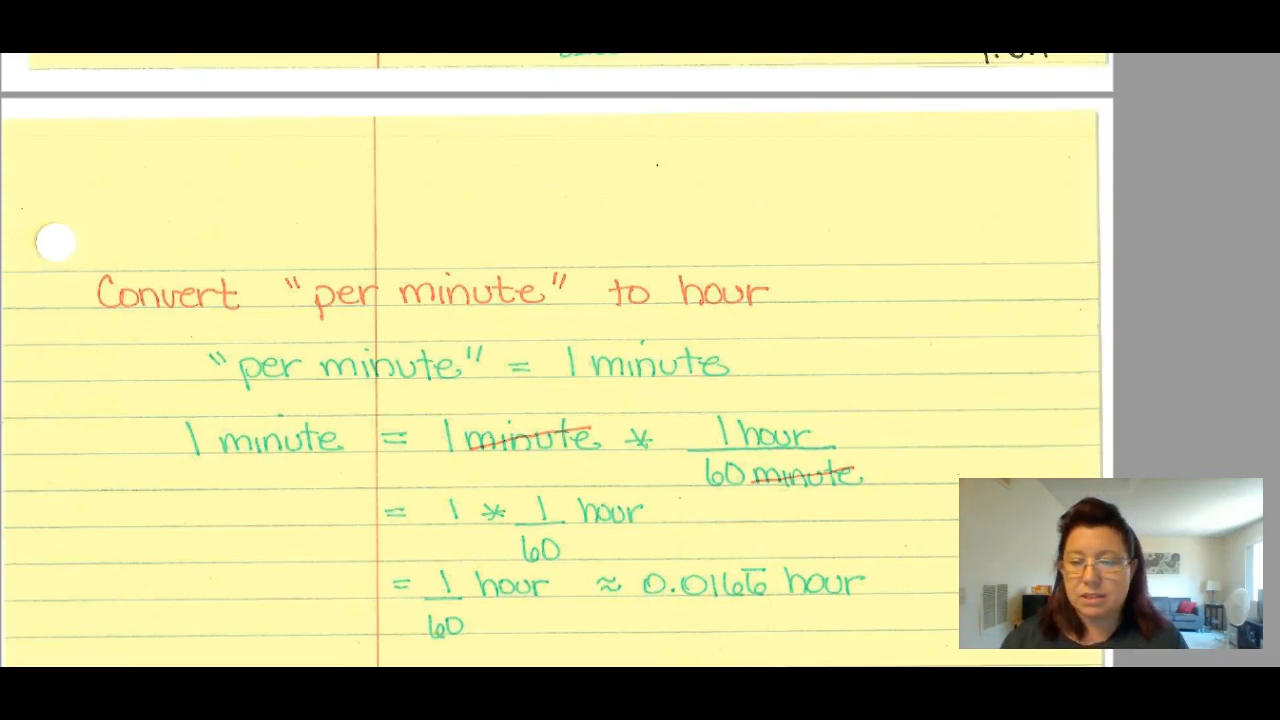 Convert "per minute" to hour
"per minute" = 1 minute
1 minute = 1 minute * 1 hour / 60 minute
= 1 * 1/60 hour
= 1/60 hour ≈ 0.0166̅ hour